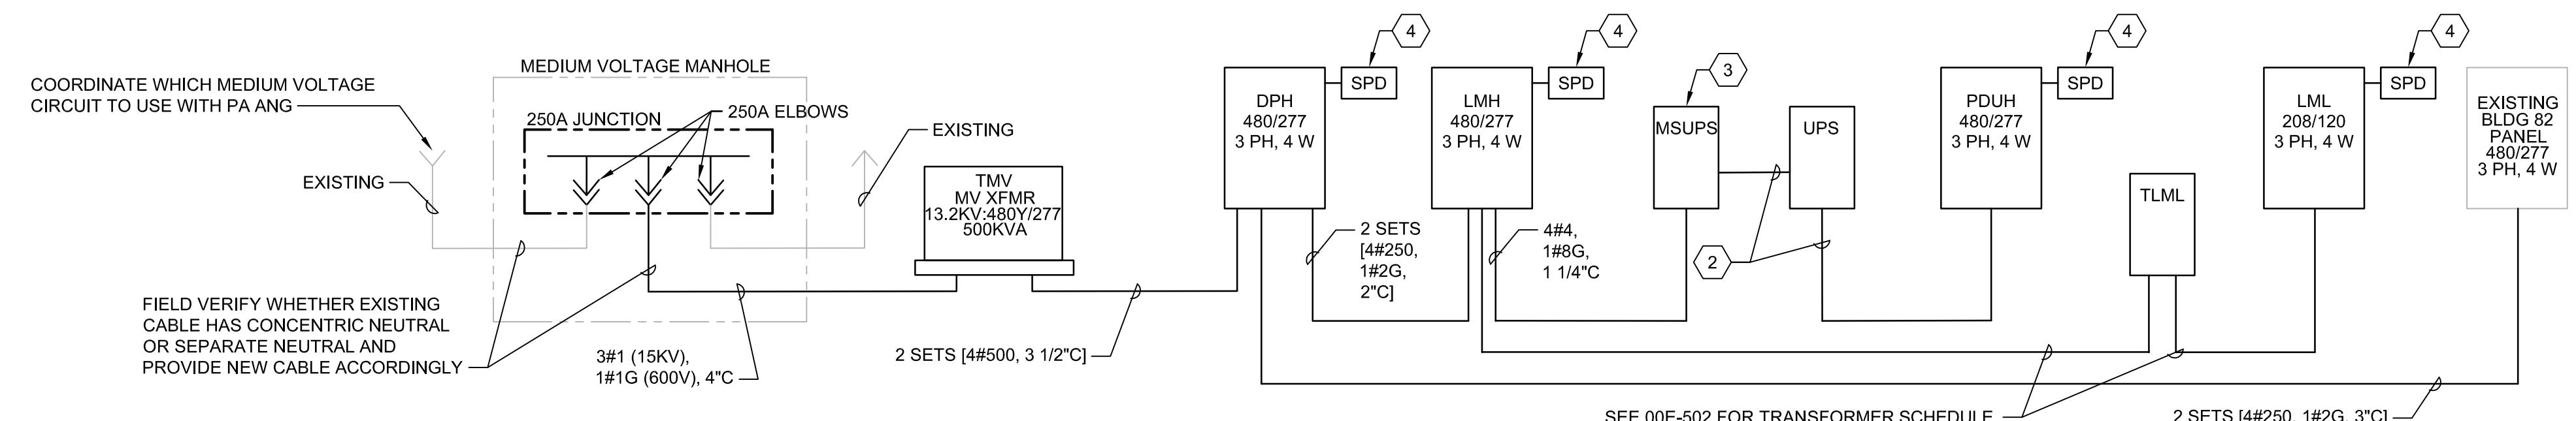 COORDINATE WHICH MEDIUM VOLTAGE
CIRCUIT TO USE WITH PA ANG
EXISTING
MEDIUM VOLTAGE MANHOLE
250A JUNCTION
250A ELBOWS
EXISTING
FIELD VERIFY WHETHER EXISTING
CABLE HAS CONCENTRIC NEUTRAL
OR SEPARATE NEUTRAL AND
PROVIDE NEW CABLE ACCORDINGLY
3#1 (15KV),
1#1G (600V), 4"C
TMV
MV XFMR
13.2KV:480Y/277
500KVA
2 SETS [4#500, 3 1/2"C]
DPH
480/277
3 PH, 4 W
SPD
4
2 SETS
[4#250,
1#2G,
2"C]
LMH
480/277
3 PH, 4 W
SPD
4
4#4,
1#8G,
1 1/4"C
MSUPS
3
UPS
2
PDUH
480/277
3 PH, 4 W
SPD
4
TLML
LML
208/120
3 PH, 4 W
SPD
4
EXISTING
BLDG 82
PANEL
480/277
3 PH, 4 W
SEE 00E-502 FOR TRANSFORMER SCHEDULE
2 SETS [4#250, 1#2G, 3"C]